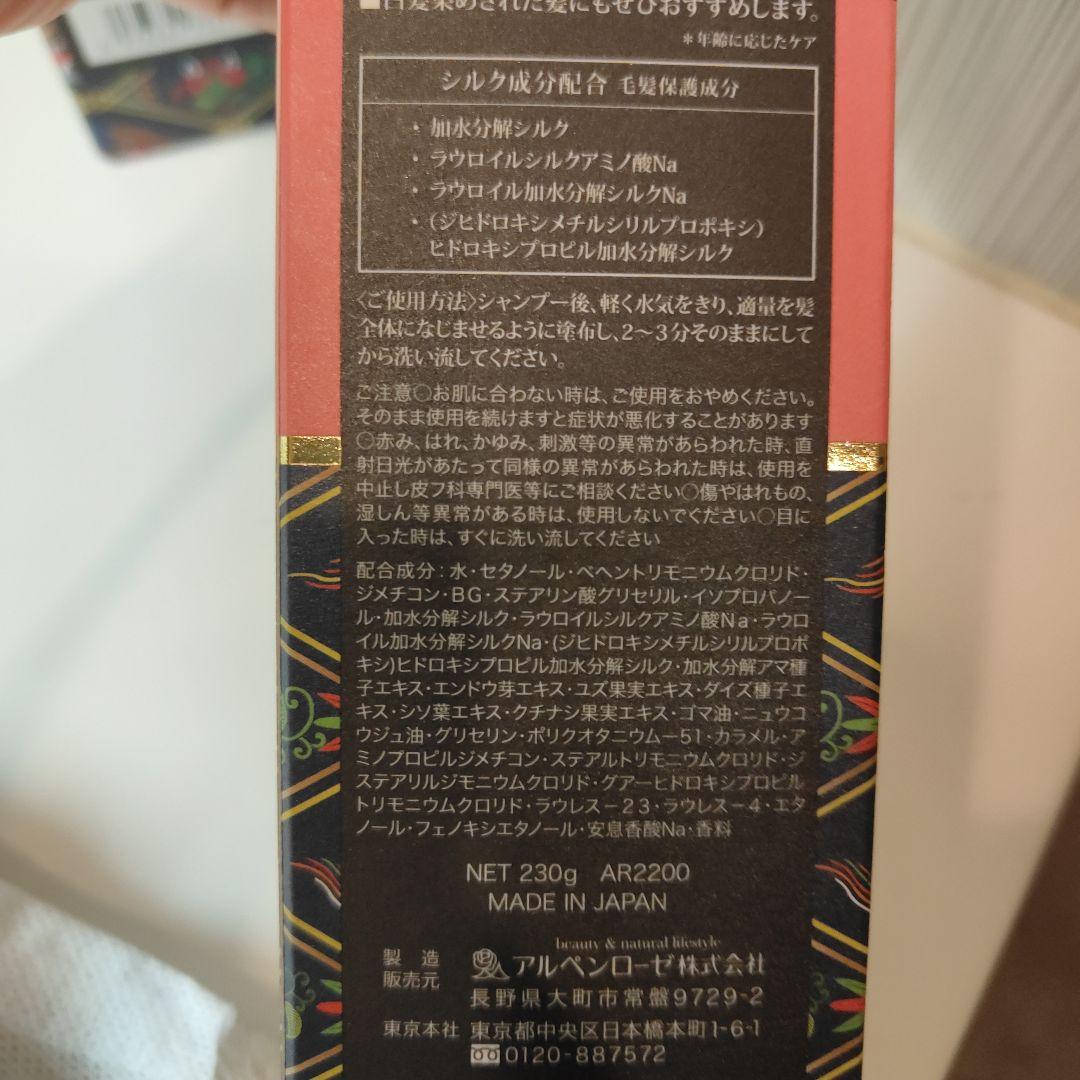 ■白髪染めされた髪にもぜひおすすめします。
＊年齢に応じたケア
シルク成分配合 毛髪保護成分
・加水分解シルク
・ラウロイルシルクアミノ酸Na
・ラウロイル加水分解シルクNa
・(ジヒドロキシメチルシリルプロポキシ)
ヒドロキシプロピル加水分解シルク
〈ご使用方法〉シャンプー後、軽く水気をきり、適量を髪
全体になじませるように塗布し、2〜3分そのままにして
から洗い流してください。
ご注意○お肌に合わない時は、ご使用をおやめください。
そのまま使用を続けますと症状が悪化することがあります
○赤み、はれ、かゆみ、刺激等の異常があらわれた時、直
射日光があたって同様の異常があらわれた時は、使用を
中止し皮フ科専門医等にご相談ください○傷やはれもの、
湿しん等異常がある時は、使用しないでください○目に
入った時は、すぐに洗い流してください
配合成分：水・セタノール・ベヘントリモニウムクロリド・
ジメチコン・BG・ステアリン酸グリセリル・イソプロパノー
ル・加水分解シルク・ラウロイルシルクアミノ酸Na・ラウロ
イル加水分解シルクNa・(ジヒドロキシメチルシリルプロポ
キシ)ヒドロキシプロピル加水分解シルク・加水分解アマ種
子エキス・エンドウ芽エキス・ユズ果実エキス・ダイズ種子エ
キス・シソ葉エキス・クチナシ果実エキス・ゴマ油・ニュウコ
ウジュ油・グリセリン・ポリクオタニウム－51・カラメル・ア
ミノプロピルジメチコン・ステアルトリモニウムクロリド・ジ
ステアリルジモニウムクロリド・グアーヒドロキシプロピル
トリモニウムクロリド・ラウレス－23・ラウレス－4・エタ
ノール・フェノキシエタノール・安息香酸Na・香料
NET 230g AR2200
MADE IN JAPAN
beauty & natural lifestyle
製造 アルペンローゼ株式会社
販売元 長野県大町市常盤9729-2
東京本社 東京都中央区日本橋本町1-6-1
0120-887572